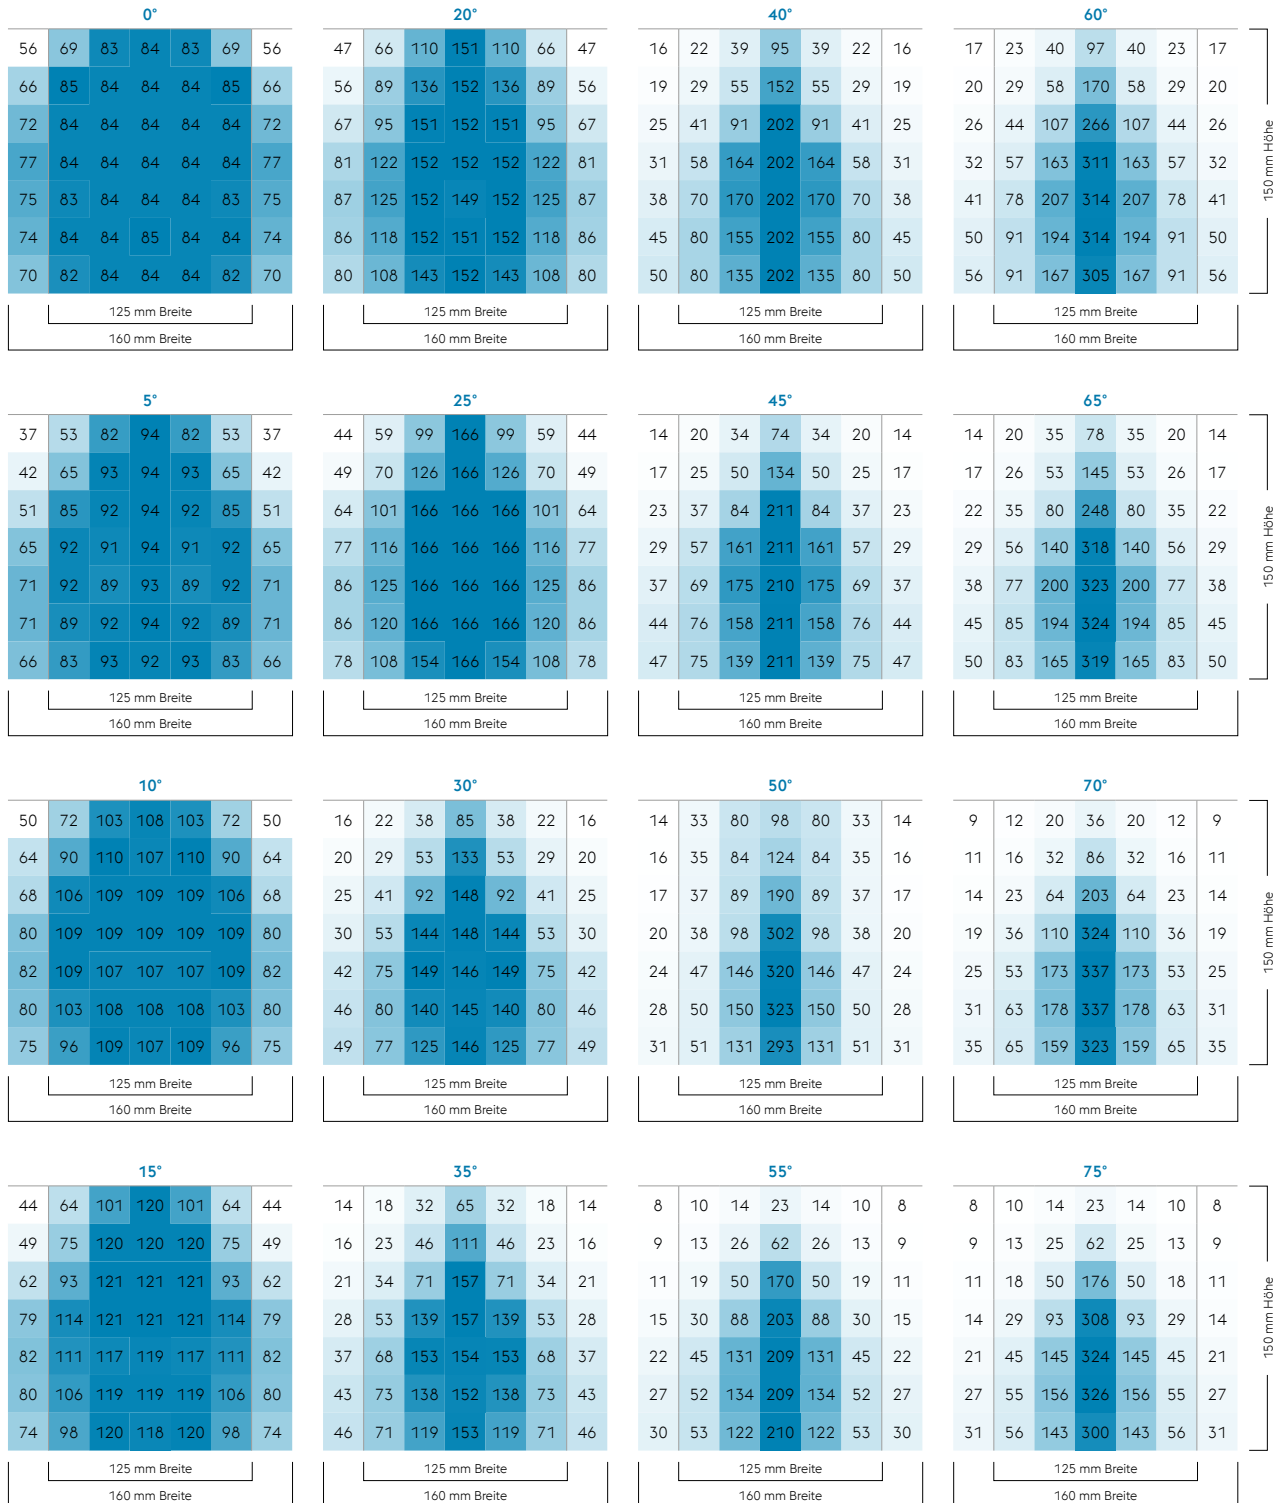 0° 20° 40° 60°
56 69 83 84 83 69 56 47 66 110 151 110 66 47 16 22 39 95 39 22 16 17 23 40 97 40 23 17
66 85 84 84 84 85 66 56 89 136 152 136 89 56 19 29 55 152 55 29 19 20 29 58 170 58 29 20
72 84 84 84 84 84 72 67 95 151 152 151 95 67 25 41 91 202 91 41 25 26 44 107 266 107 44 26
77 84 84 84 84 84 77 81 122 152 152 152 122 81 31 58 164 202 164 58 31 32 57 163 311 163 57 32
75 83 84 84 84 83 75 87 125 152 149 152 125 87 38 70 170 202 170 70 38 41 78 207 314 207 78 41
74 84 84 85 84 84 74 86 118 152 151 152 118 86 45 80 155 202 155 80 45 50 91 194 314 194 91 50
70 82 84 84 84 82 70 80 108 143 152 143 108 80 50 80 135 202 135 80 50 56 91 167 305 167 91 56
150 mm Höhe
125 mm Breite 125 mm Breite 125 mm Breite 125 mm Breite
160 mm Breite 160 mm Breite 160 mm Breite 160 mm Breite
5° 25° 45° 65°
37 53 82 94 82 53 37 44 59 99 166 99 59 44 14 20 34 74 34 20 14 14 20 35 78 35 20 14
42 65 93 94 93 65 42 49 70 126 166 126 70 49 17 25 50 134 50 25 17 17 26 53 145 53 26 17
51 85 92 94 92 85 51 64 101 166 166 166 101 64 23 37 84 211 84 37 23 22 35 80 248 80 35 22
65 92 91 94 91 92 65 77 116 166 166 166 116 77 29 57 161 211 161 57 29 29 56 140 318 140 56 29
71 92 89 93 89 92 71 86 125 166 166 166 125 86 37 69 175 210 175 69 37 38 77 200 323 200 77 38
71 89 92 94 92 89 71 86 120 166 166 166 120 86 44 76 158 211 158 76 44 45 85 194 324 194 85 45
66 83 93 92 93 83 66 78 108 154 166 154 108 78 47 75 139 211 139 75 47 50 83 165 319 165 83 50
150 mm Höhe
125 mm Breite 125 mm Breite 125 mm Breite 125 mm Breite
160 mm Breite 160 mm Breite 160 mm Breite 160 mm Breite
10° 30° 50° 70°
50 72 103 108 103 72 50 16 22 38 85 38 22 16 14 33 80 98 80 33 14 9 12 20 36 20 12 9
64 90 110 107 110 90 64 20 29 53 133 53 29 20 16 35 84 124 84 35 16 11 16 32 86 32 16 11
68 106 109 109 109 106 68 25 41 92 148 92 41 25 17 37 89 190 89 37 17 14 23 64 203 64 23 14
80 109 109 109 109 109 80 30 53 144 148 144 53 30 20 38 98 302 98 38 20 19 36 110 324 110 36 19
82 109 107 107 107 109 82 42 75 149 146 149 75 42 24 47 146 320 146 47 24 25 53 173 337 173 53 25
80 103 108 108 108 103 80 46 80 140 145 140 80 46 28 50 150 323 150 50 28 31 63 178 337 178 63 31
75 96 109 107 109 96 75 49 77 125 146 125 77 49 31 51 131 293 131 51 31 35 65 159 323 159 65 35
150 mm Höhe
125 mm Breite 125 mm Breite 125 mm Breite 125 mm Breite
160 mm Breite 160 mm Breite 160 mm Breite 160 mm Breite
15° 35° 55° 75°
44 64 101 120 101 64 44 14 18 32 65 32 18 14 8 10 14 23 14 10 8 8 10 14 23 14 10 8
49 75 120 120 120 75 49 16 23 46 111 46 23 16 9 13 26 62 26 13 9 9 13 25 62 25 13 9
62 93 121 121 121 93 62 21 34 71 157 71 34 21 11 19 50 170 50 19 11 11 18 50 176 50 18 11
79 114 121 121 121 114 79 28 53 139 157 139 53 28 15 30 88 203 88 30 15 14 29 93 308 93 29 14
82 111 117 119 117 111 82 37 68 153 154 153 68 37 22 45 131 209 131 45 22 21 45 145 324 145 45 21
80 106 119 119 119 106 80 43 73 138 152 138 73 43 27 52 134 209 134 52 27 27 55 156 326 156 55 27
74 98 120 118 120 98 74 46 71 119 153 119 71 46 30 53 122 210 122 53 30 31 56 143 300 143 56 31
150 mm Höhe
125 mm Breite 125 mm Breite 125 mm Breite 125 mm Breite
160 mm Breite 160 mm Breite 160 mm Breite 160 mm Breite